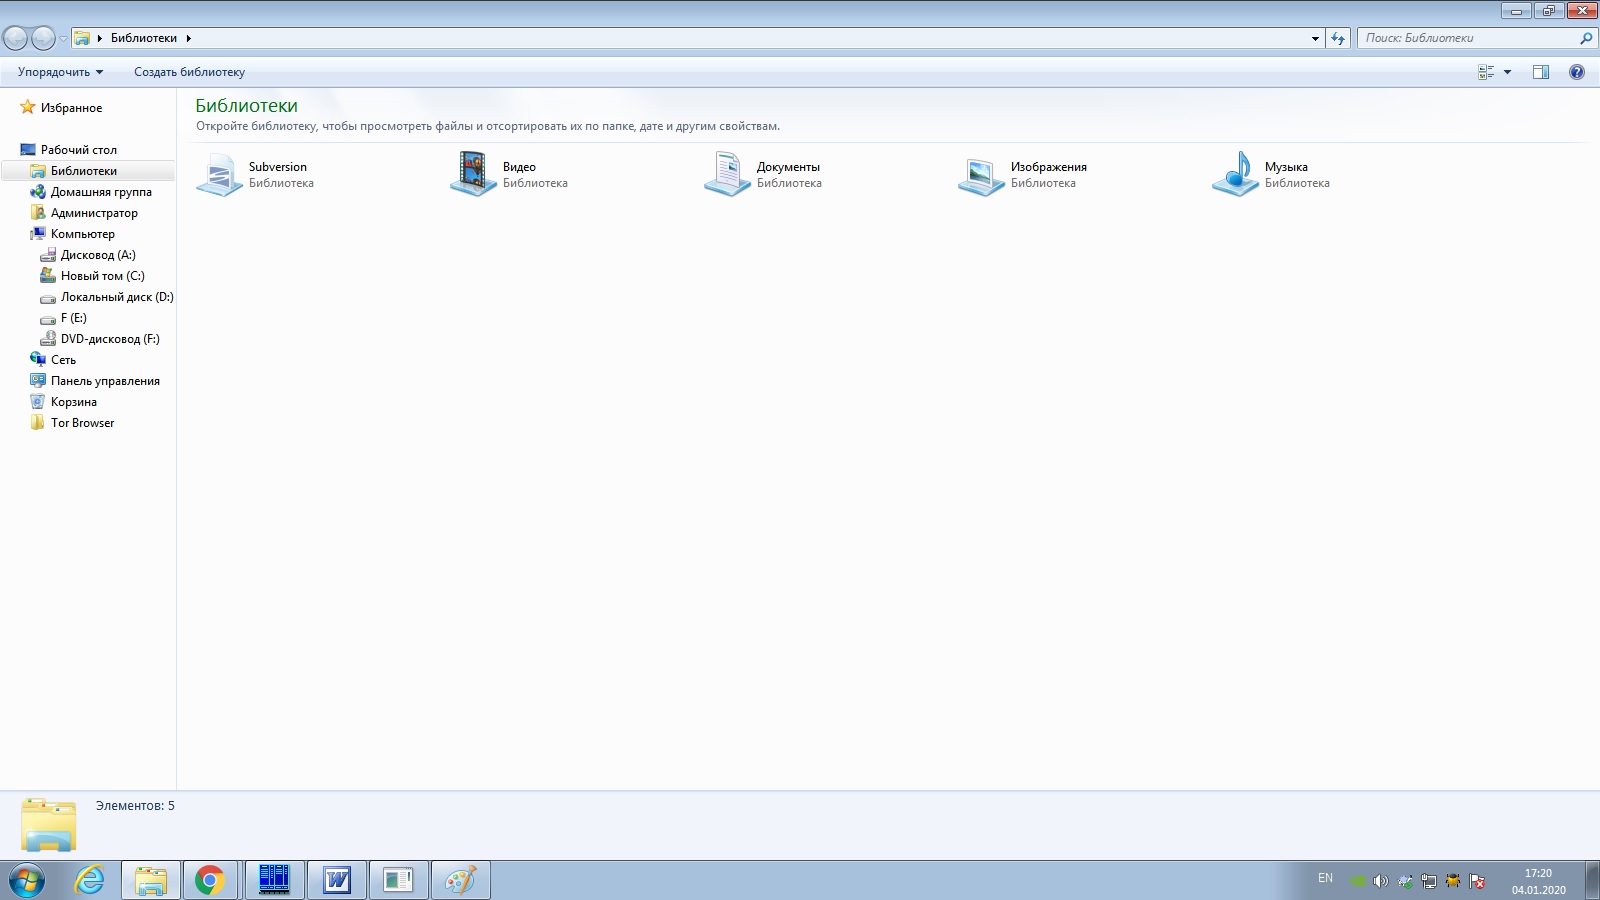 Библиотеки
Поиск: Библиотеки
Упорядочить
Создать библиотеку
Избранное
Рабочий стол
Библиотеки
Домашняя группа
Администратор
Компьютер
Дисковод (A:)
Новый том (C:)
Локальный диск (D:)
F (E:)
DVD-дисковод (F:)
Сеть
Панель управления
Корзина
Tor Browser
Библиотеки
Откройте библиотеку, чтобы просмотреть файлы и отсортировать их по папке, дате и другим свойствам.
Subversion
Библиотека
Видео
Библиотека
Документы
Библиотека
Изображения
Библиотека
Музыка
Библиотека
Элементов: 5
EN
17:20
04.01.2020